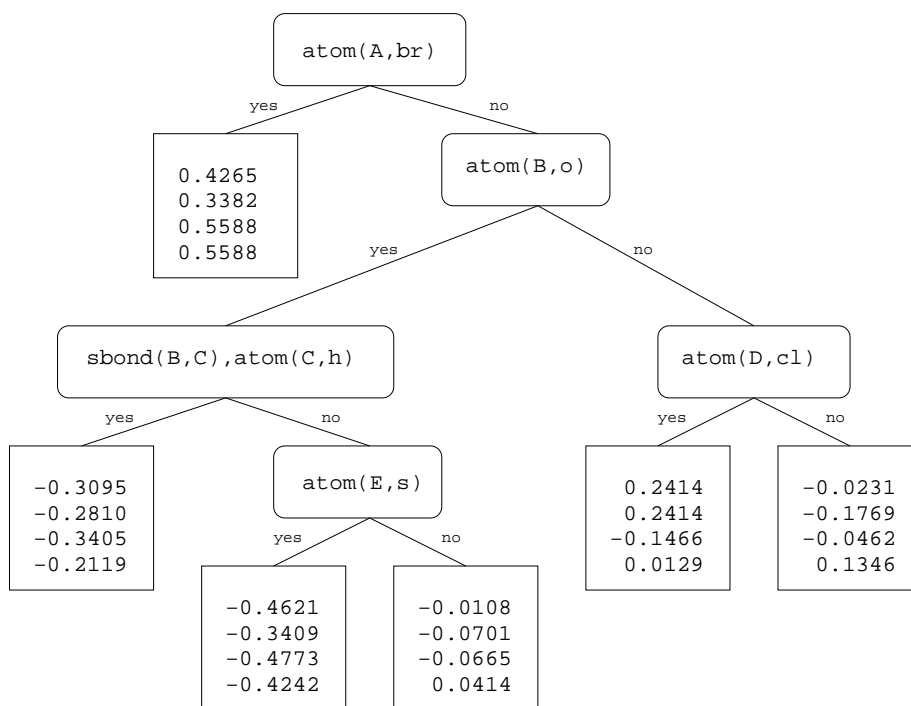 atom(A,br)
yes
no
0.4265
0.3382
0.5588
0.5588
atom(B,o)
yes
no
sbond(B,C),atom(C,h)
atom(D,cl)
yes
no
yes
no
-0.3095
-0.2810
-0.3405
-0.2119
atom(E,s)
0.2414
0.2414
-0.1466
0.0129
-0.0231
-0.1769
-0.0462
0.1346
yes
no
-0.4621
-0.3409
-0.4773
-0.4242
-0.0108
-0.0701
-0.0665
0.0414